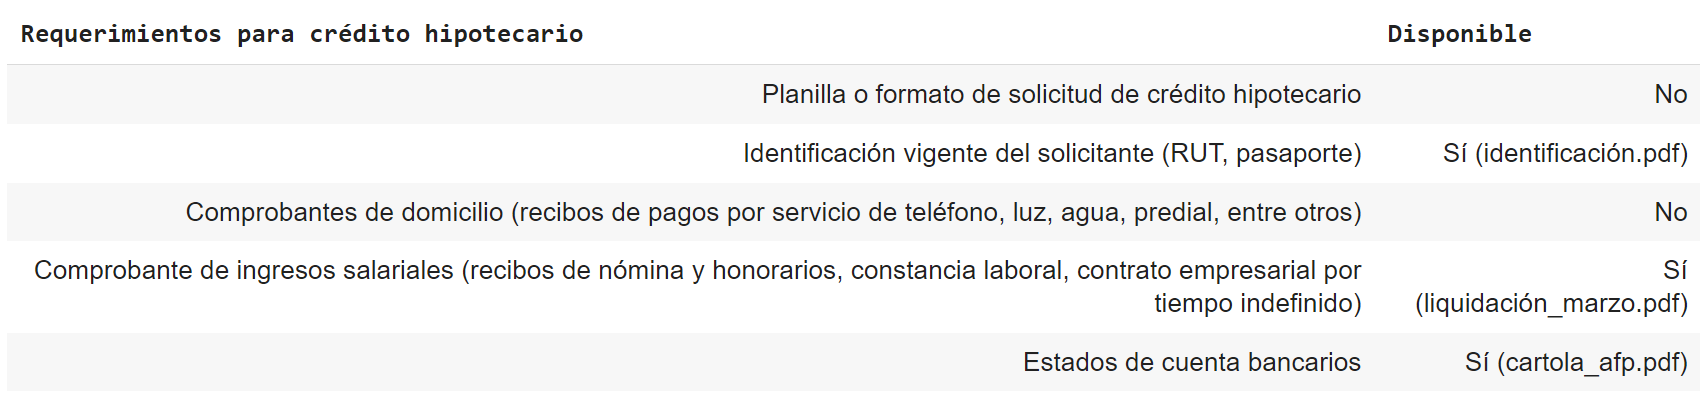 Requerimientos para crédito hipotecario Disponible
Planilla o formato de solicitud de crédito hipotecario No
Identificación vigente del solicitante (RUT, pasaporte) Sí (identificación.pdf)
Comprobantes de domicilio (recibos de pagos por servicio de teléfono, luz, agua, predial, entre otros) No
Comprobante de ingresos salariales (recibos de nómina y honorarios, constancia laboral, contrato empresarial por Sí
tiempo indefinido) (liquidación_marzo.pdf)
Estados de cuenta bancarios Sí (cartola_afp.pdf)